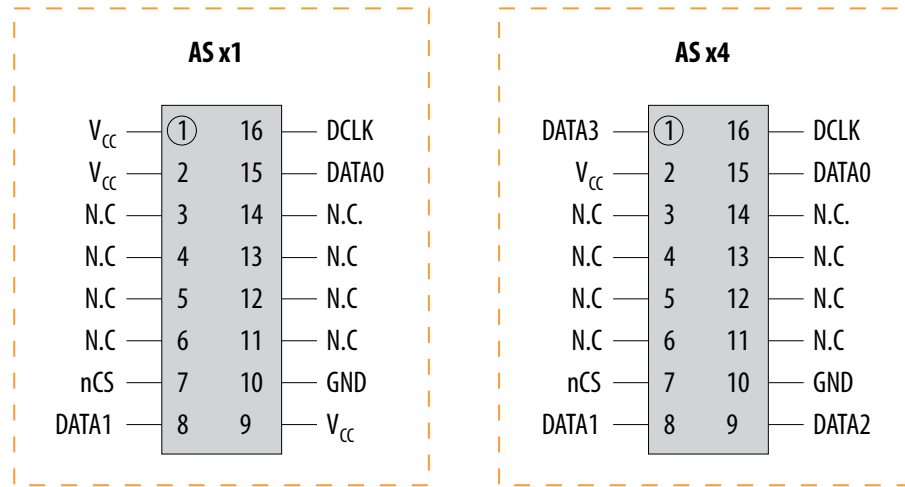 AS x1
V_CC 1 16 DCLK
V_CC 2 15 DATA0
N.C 3 14 N.C.
N.C 4 13 N.C
N.C 5 12 N.C
N.C 6 11 N.C
nCS 7 10 GND
DATA1 8 9 V_CC
AS x4
DATA3 1 16 DCLK
V_CC 2 15 DATA0
N.C 3 14 N.C.
N.C 4 13 N.C
N.C 5 12 N.C
N.C 6 11 N.C
nCS 7 10 GND
DATA1 8 9 DATA2